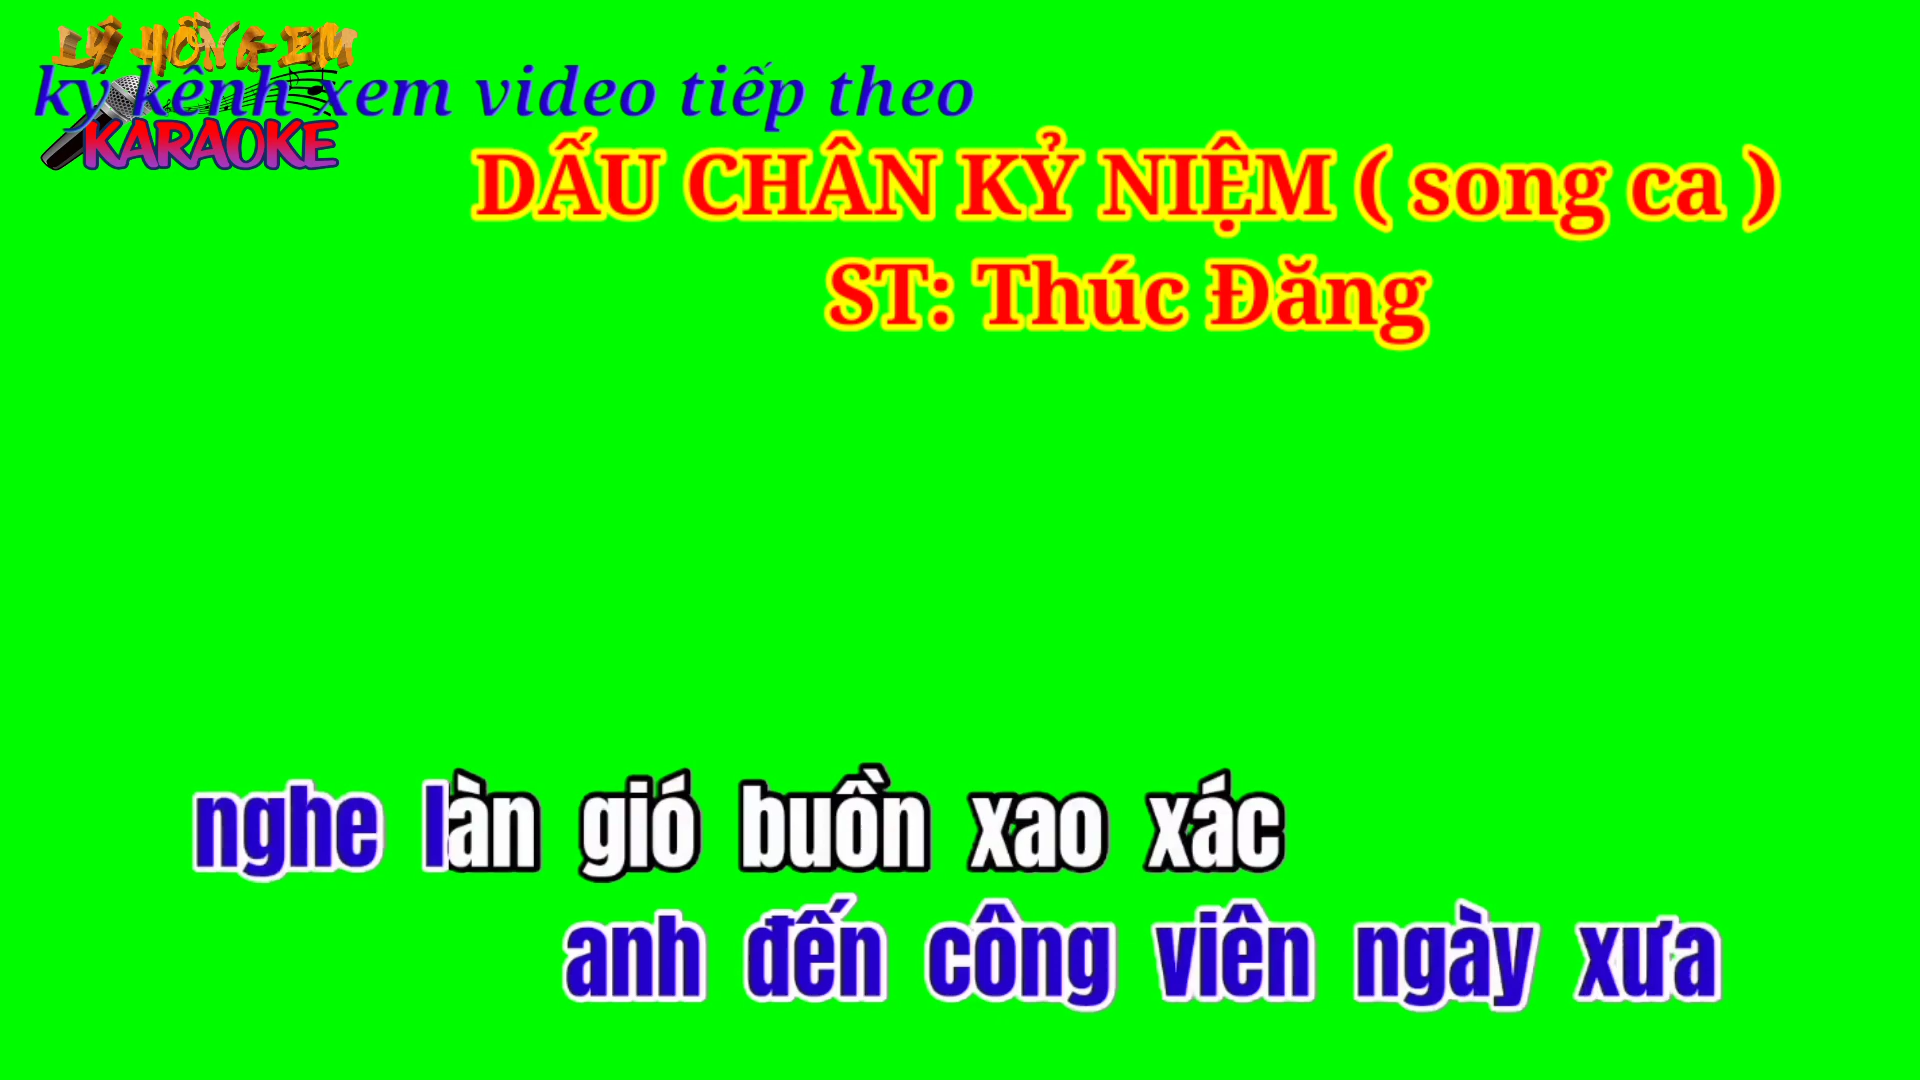 LÝ HỒNG EM
ký kênh xem video tiếp theo
KARAOKE
DẤU CHÂN KỶ NIỆM ( song ca )
ST: Thúc Đăng
nghe làn gió buồn xao xác
anh đến công viên ngày xưa